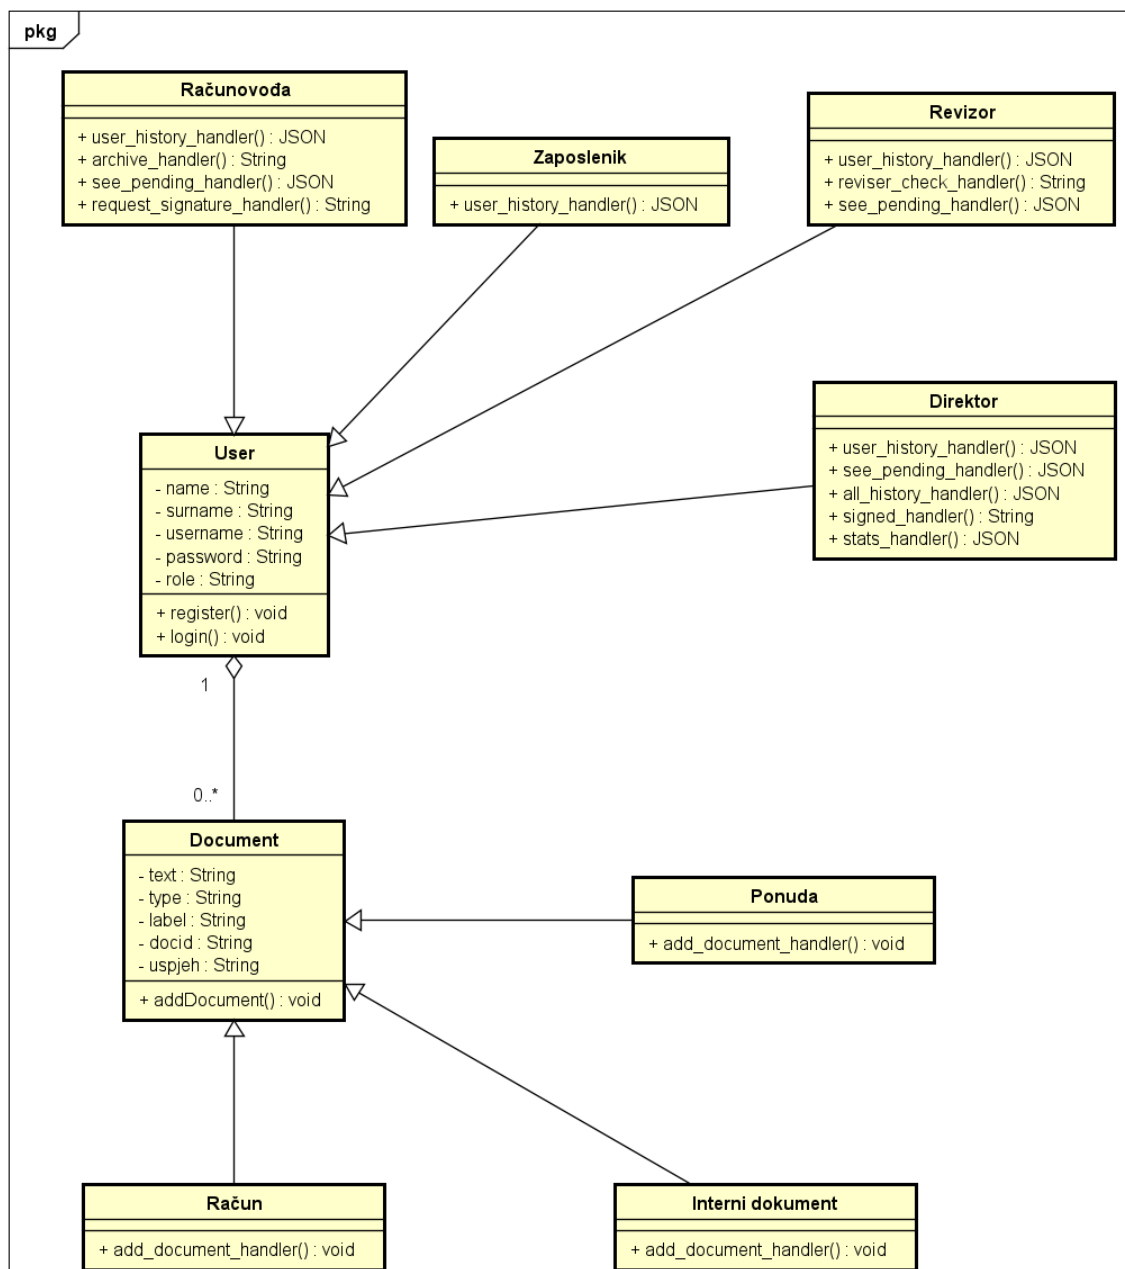 pkg
Računovođa
+ user_history_handler() : JSON
+ archive_handler() : String
+ see_pending_handler() : JSON
+ request_signature_handler() : String
Zaposlenik
+ user_history_handler() : JSON
Revizor
+ user_history_handler() : JSON
+ reviser_check_handler() : String
+ see_pending_handler() : JSON
Direktor
+ user_history_handler() : JSON
+ see_pending_handler() : JSON
+ all_history_handler() : JSON
+ signed_handler() : String
+ stats_handler() : JSON
User
- name : String
- surname : String
- username : String
- password : String
- role : String
+ register() : void
+ login() : void
1
0..*
Document
- text : String
- type : String
- label : String
- docid : String
- uspjeh : String
+ addDocument() : void
Ponuda
+ add_document_handler() : void
Račun
+ add_document_handler() : void
Interni dokument
+ add_document_handler() : void